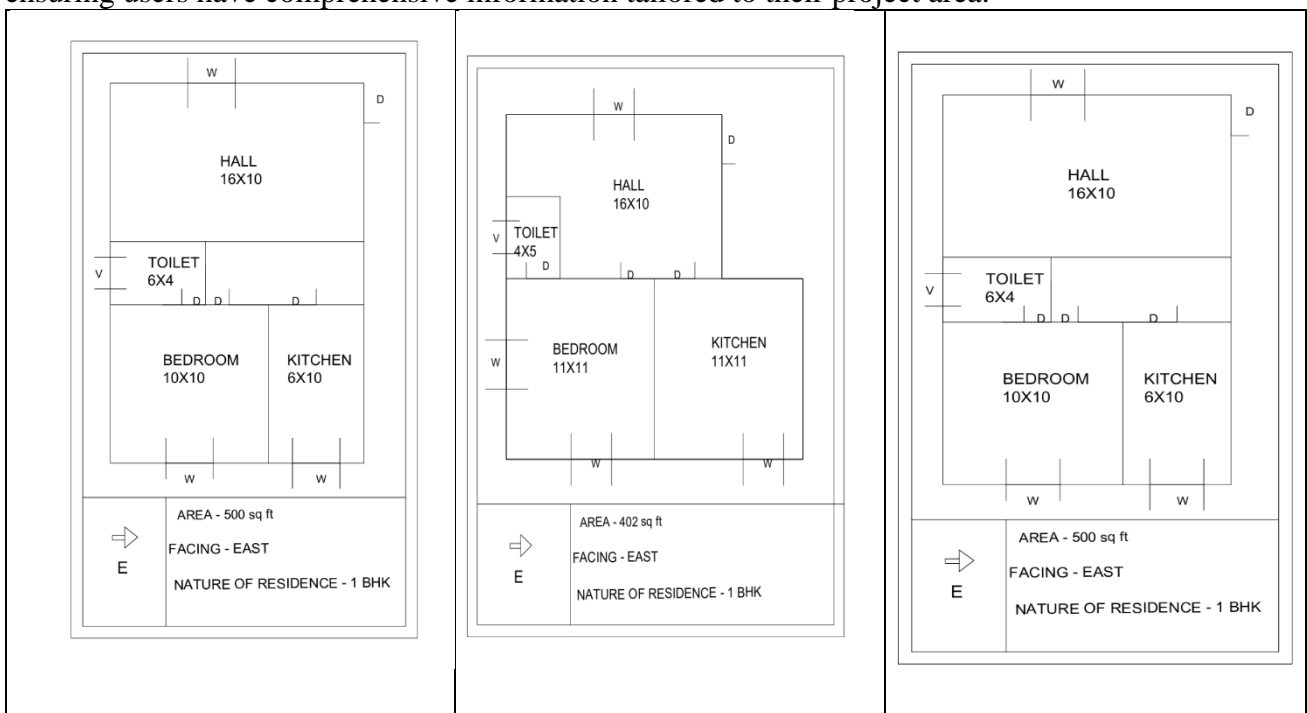 ensuring users have comprehensive information tailored to their project area.
W
D
HALL
16X10
TOILET
6X4
V
D D D
BEDROOM
10X10
KITCHEN
6X10
W W
AREA - 500 sq ft
FACING - EAST
E
NATURE OF RESIDENCE - 1 BHK
W
D
HALL
16X10
V
TOILET
4X5
D D D
W
BEDROOM
11X11
KITCHEN
11X11
W W
AREA - 402 sq ft
FACING - EAST
E
NATURE OF RESIDENCE - 1 BHK
W
D
HALL
16X10
TOILET
6X4
V
D D D
BEDROOM
10X10
KITCHEN
6X10
W W
AREA - 500 sq ft
FACING - EAST
E
NATURE OF RESIDENCE - 1 BHK